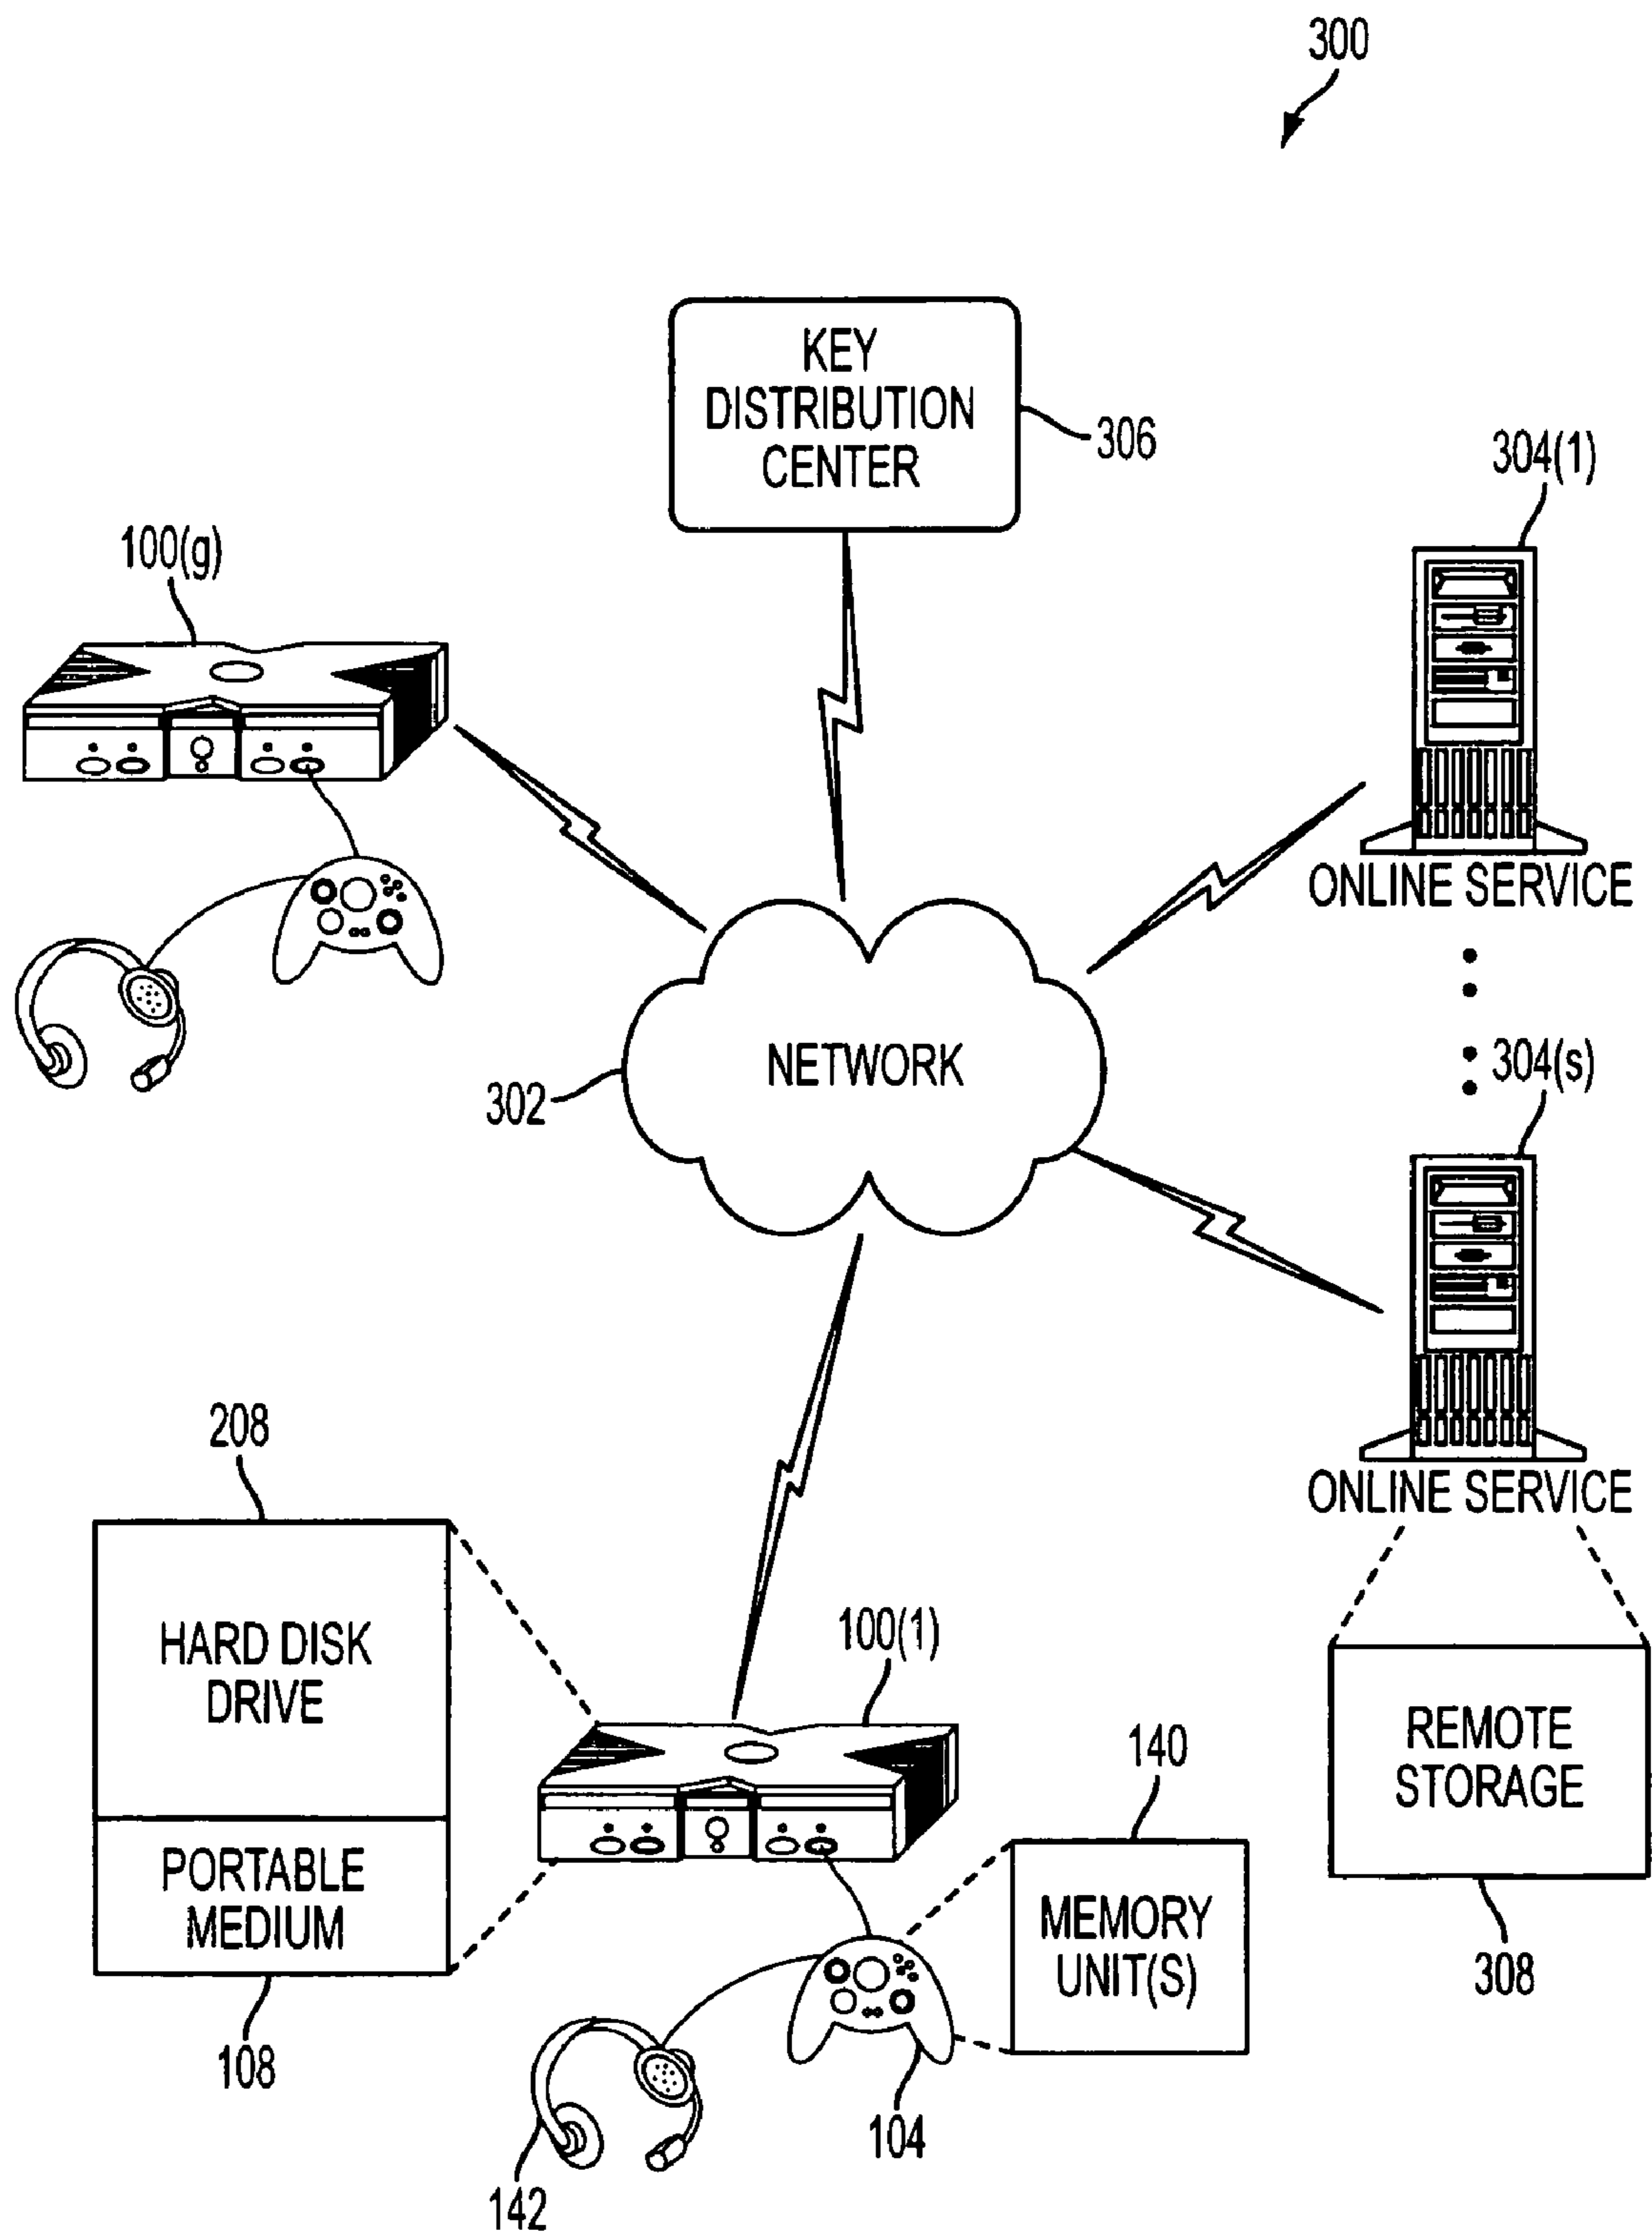 300
KEY
DISTRIBUTION
CENTER
306
304(1)
100(g)
ONLINE SERVICE
NETWORK
302
304(s)
ONLINE SERVICE
208
HARD DISK
DRIVE
PORTABLE
MEDIUM
108
100(1)
140
MEMORY
UNIT(S)
REMOTE
STORAGE
308
104
142